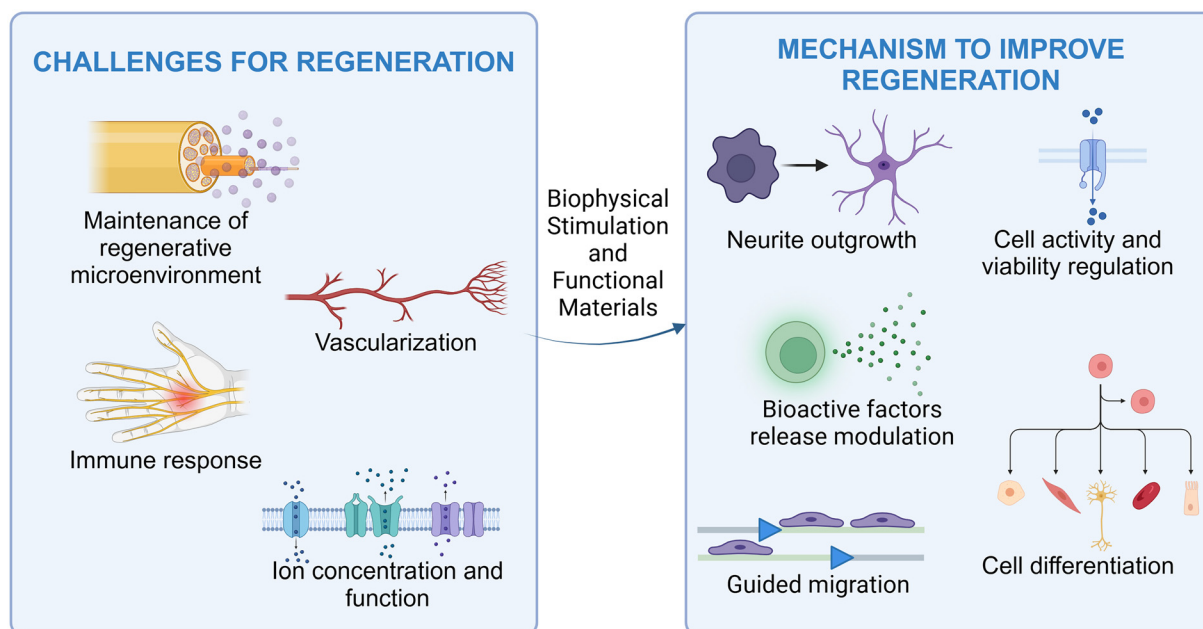 CHALLENGES FOR REGENERATION
Maintenance of
regenerative
microenvironment
Vascularization
Immune response
Ion concentration and
function
Biophysical
Stimulation
and
Functional
Materials
MECHANISM TO IMPROVE
REGENERATION
Neurite outgrowth
Cell activity and
viability regulation
Bioactive factors
release modulation
Guided migration
Cell differentiation